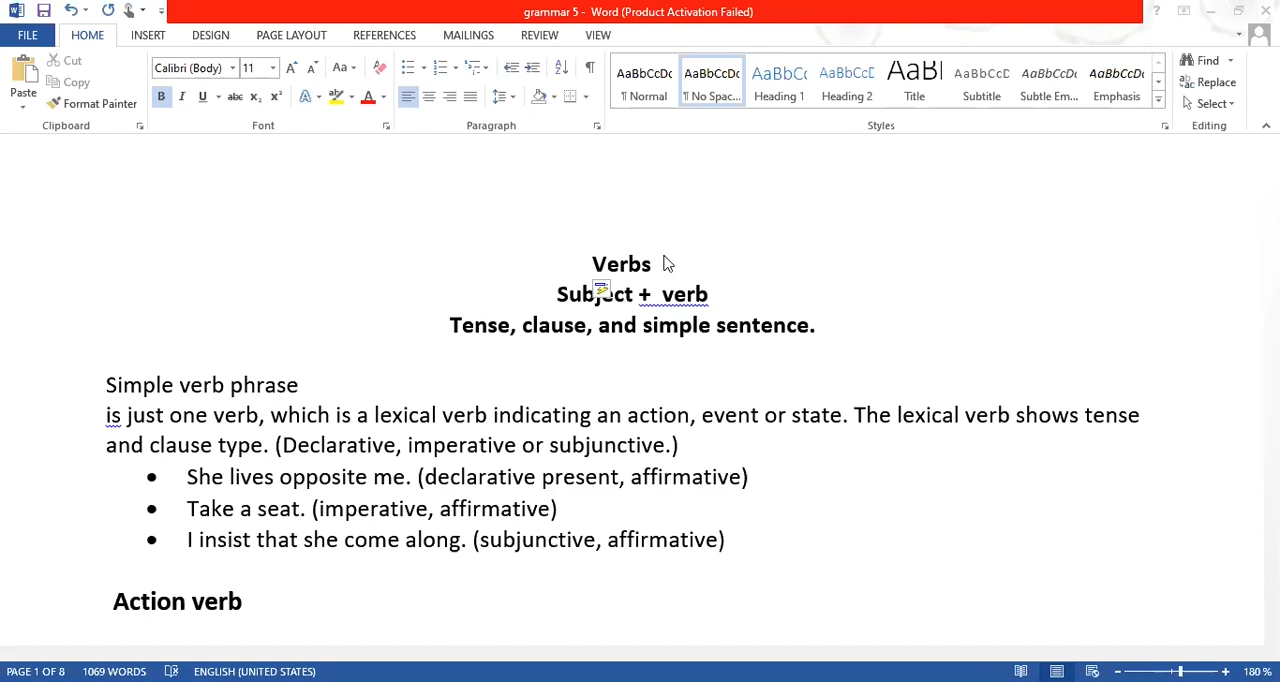 grammar 5 - Word (Product Activation Failed)
FILE HOME INSERT DESIGN PAGE LAYOUT REFERENCES MAILINGS REVIEW VIEW
Cut
Copy
Format Painter
Paste
Calibri (Body) 11
Aa
B I U abc x₂ x²
A
AaBbCcDc AaBbCcDc AaBbCc AaBbCcD AaBl AaBbCcD AaBbCcDc AaBbCcDc
¶ Normal ¶ No Spac... Heading 1 Heading 2 Title Subtitle Subtle Em... Emphasis
Find
Replace
Select
Clipboard Font Paragraph Styles Editing
Verbs
Subject + verb
Tense, clause, and simple sentence.
Simple verb phrase
is just one verb, which is a lexical verb indicating an action, event or state. The lexical verb shows tense
and clause type. (Declarative, imperative or subjunctive.)
• She lives opposite me. (declarative present, affirmative)
• Take a seat. (imperative, affirmative)
• I insist that she come along. (subjunctive, affirmative)
Action verb
PAGE 1 OF 8 1069 WORDS ENGLISH (UNITED STATES) 180 %